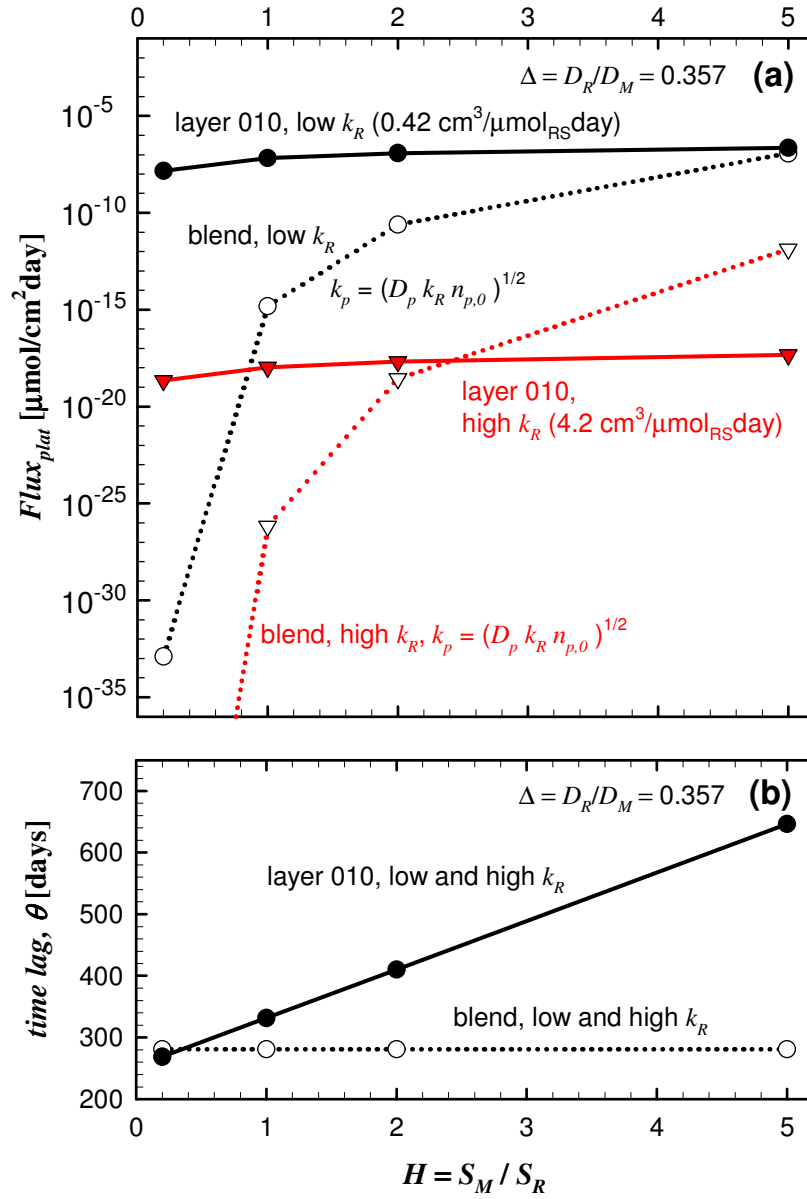 0 1 2 3 4 5
Δ = D_R/D_M = 0.357 (a)
10^-5
layer 010, low k_R (0.42 cm^3/μmol_RS day)
10^-10
blend, low k_R
k_p = (D_p k_R n_p,0 )^1/2
10^-15
10^-20
layer 010,
high k_R (4.2 cm^3/μmol_RS day)
10^-25
10^-30
blend, high k_R, k_p = (D_p k_R n_p,0 )^1/2
10^-35
Flux_plat [μmol/cm^2day]
700
Δ = D_R/D_M = 0.357 (b)
600
layer 010, low and high k_R
500
400
300
blend, low and high k_R
200
time lag, θ [days]
0 1 2 3 4 5
H = S_M / S_R